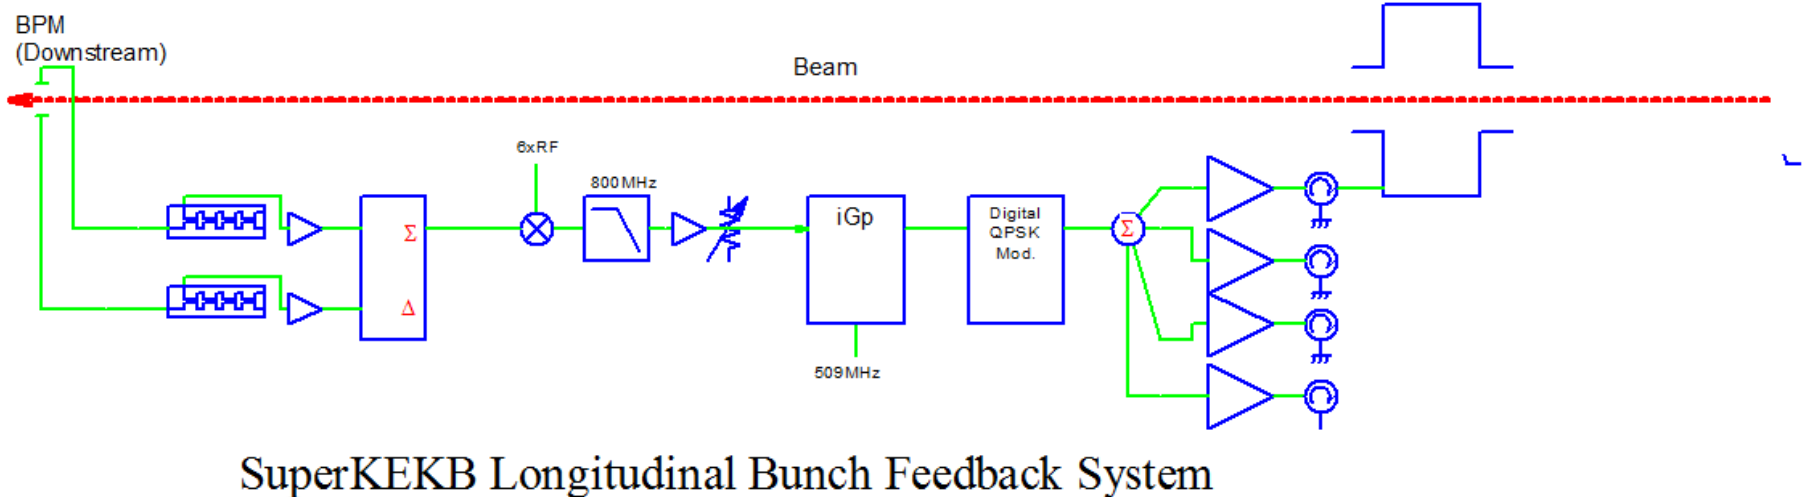 BPM
(Downstream)
Beam
6xRF
800MHz
Σ
Δ
iGp
509MHz
Digital
QPSK
Mod.
Σ
SuperKEKB Longitudinal Bunch Feedback System